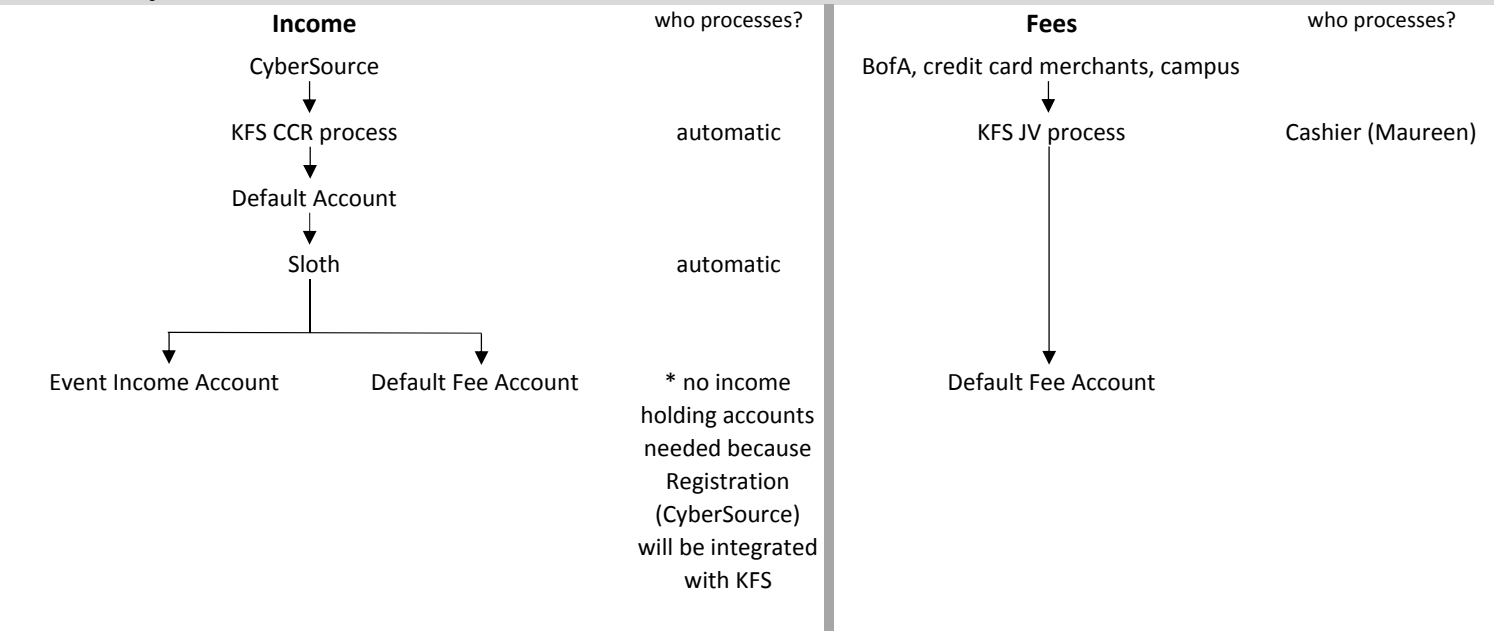 Income
who processes?
CyberSource
KFS CCR process
automatic
Default Account
Sloth
automatic
Event Income Account
Default Fee Account
* no income
holding accounts
needed because
Registration
(CyberSource)
will be integrated
with KFS
Fees
who processes?
BofA, credit card merchants, campus
KFS JV process
Cashier (Maureen)
Default Fee Account